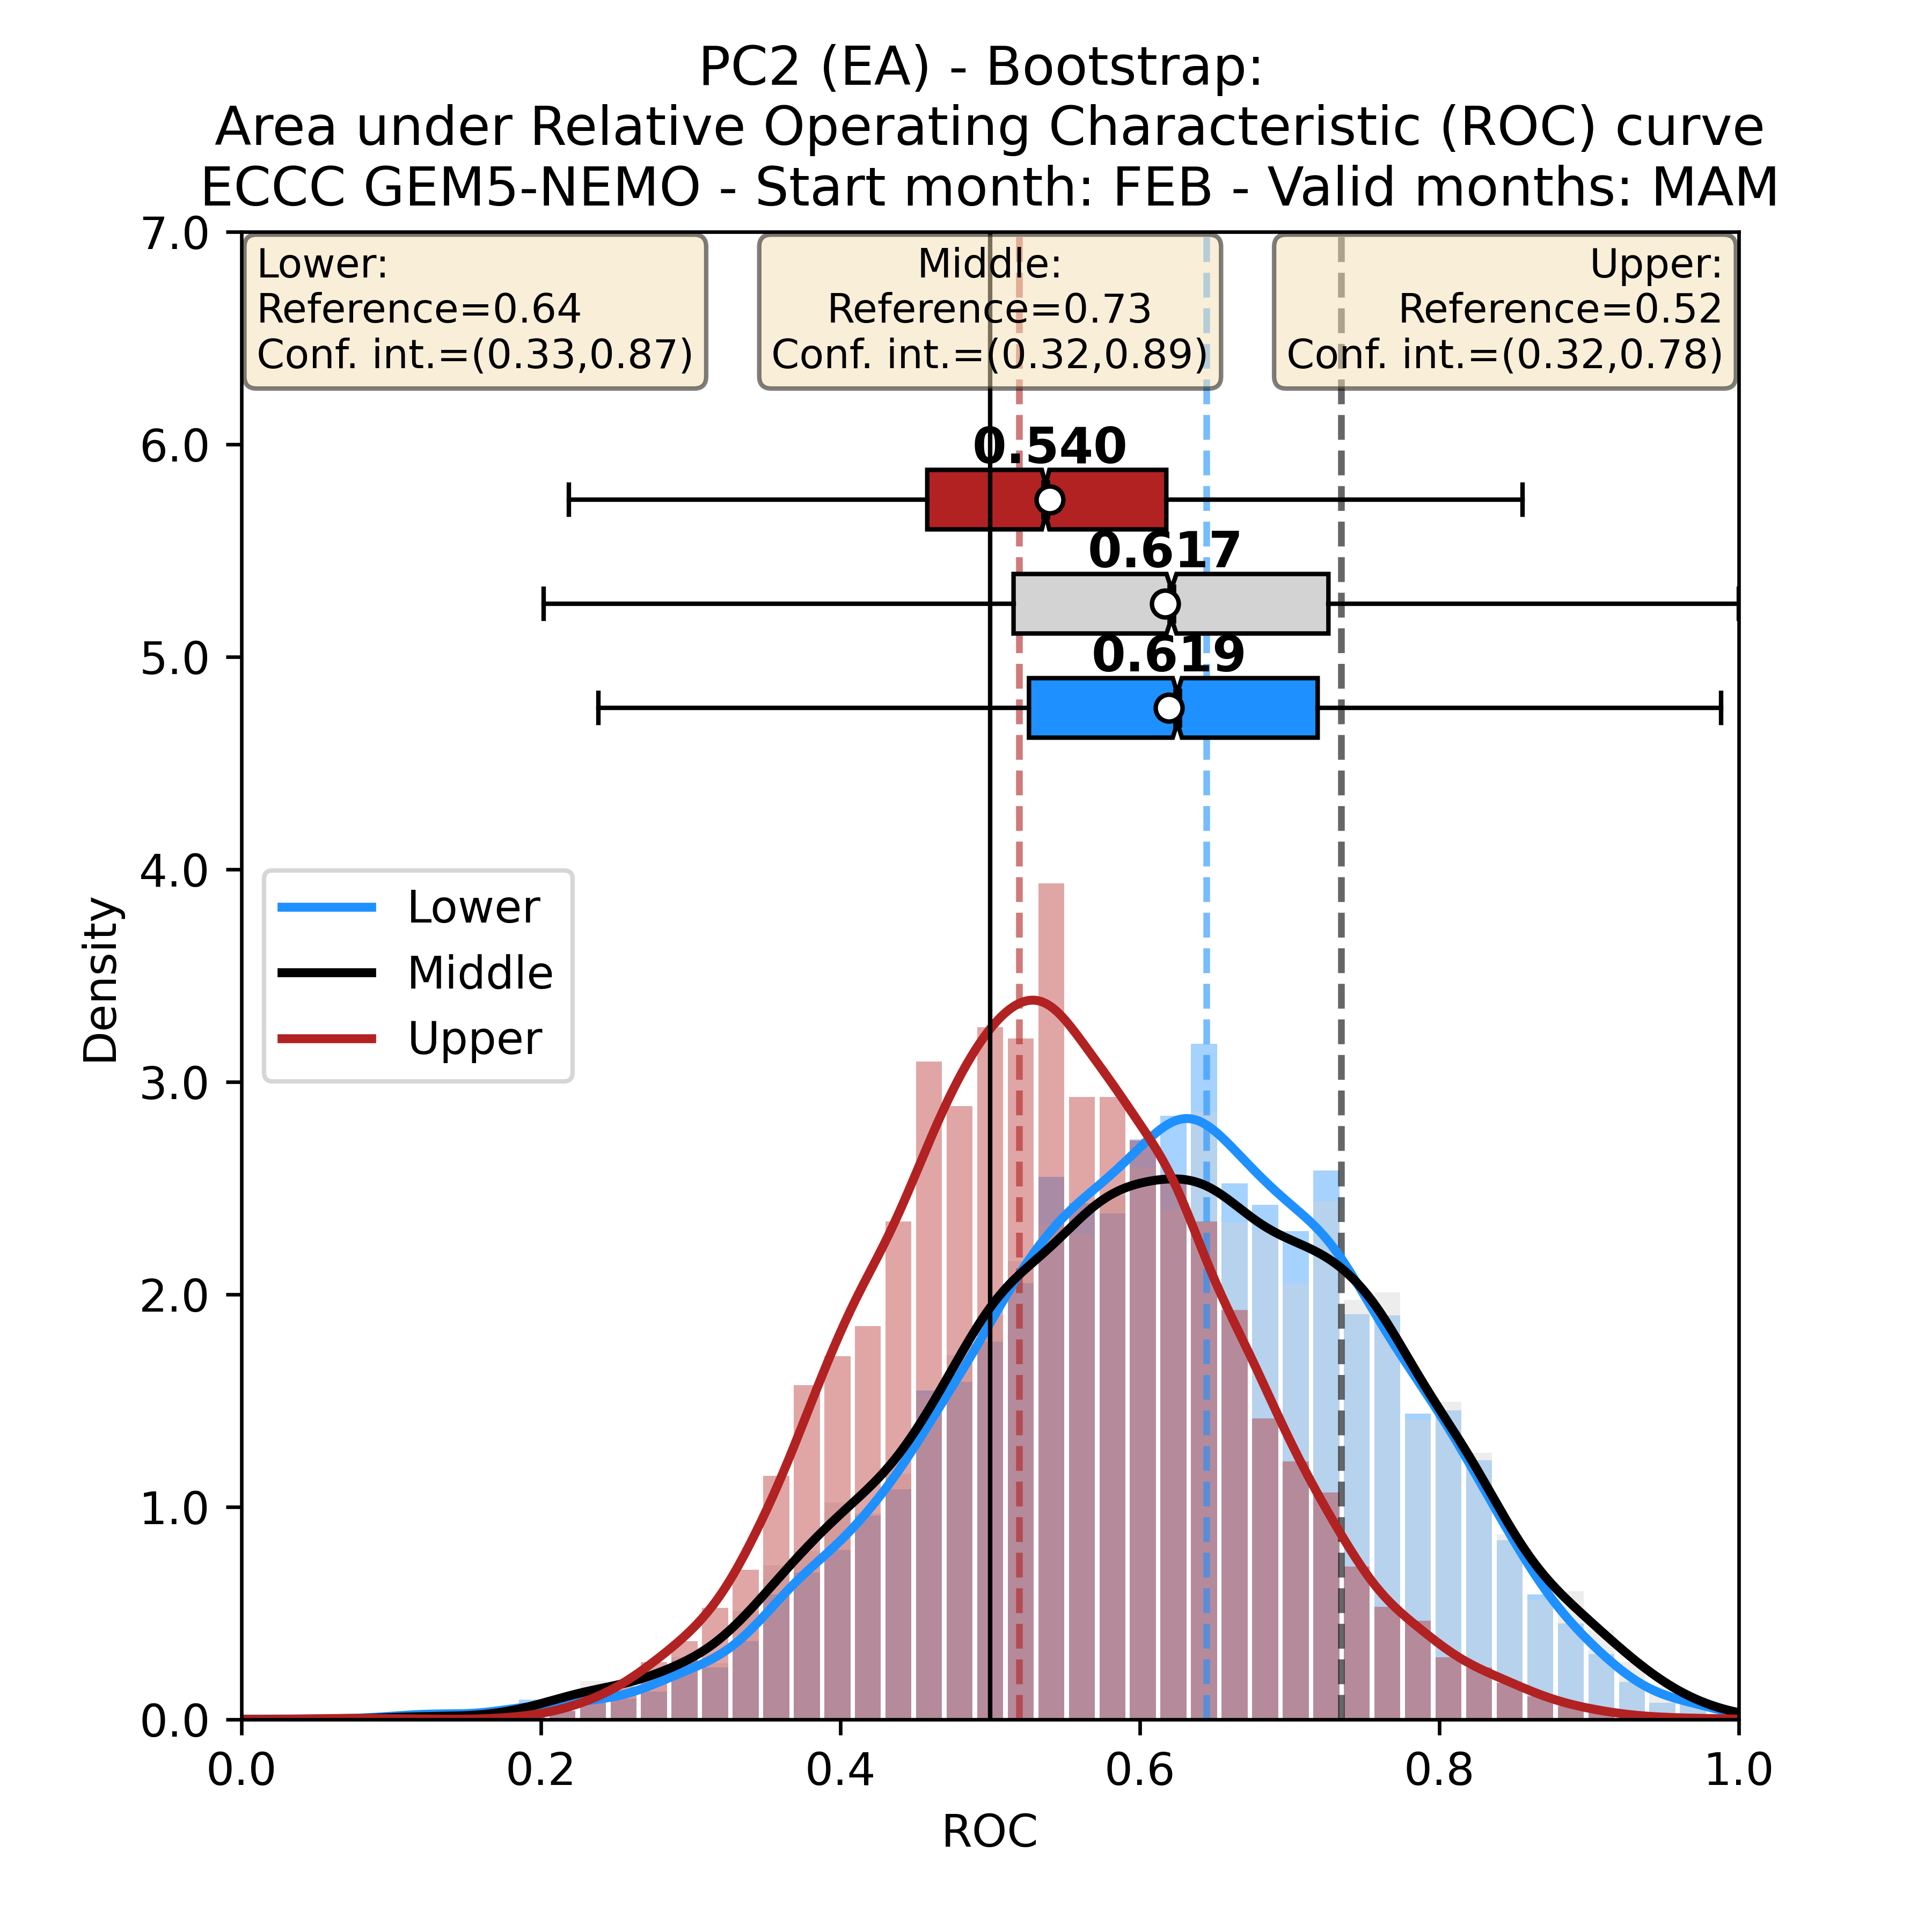 PC2 (EA) - Bootstrap:
Area under Relative Operating Characteristic (ROC) curve
ECCC GEM5-NEMO - Start month: FEB - Valid months: MAM
Lower:
Reference=0.64
Conf. int.=(0.33,0.87)
Middle:
Reference=0.73
Conf. int.=(0.32,0.89)
Upper:
Reference=0.52
Conf. int.=(0.32,0.78)
0.540
0.617
0.619
7.0
6.0
5.0
4.0
3.0
2.0
1.0
0.0
Density
Lower
Middle
Upper
0.0
0.2
0.4
0.6
0.8
1.0
ROC